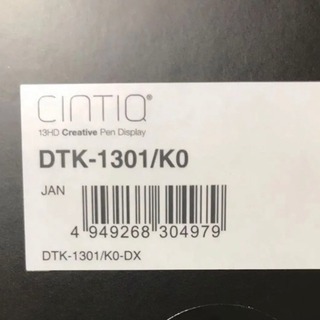 CINTIQ®
13HD Creative Pen Display
DTK-1301/K0
JAN
4 949268 304979
DTK-1301/K0-DX